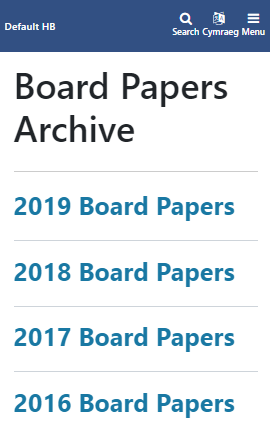 Default HB
Search Cymraeg Menu
Board Papers
Archive
2019 Board Papers
2018 Board Papers
2017 Board Papers
2016 Board Papers